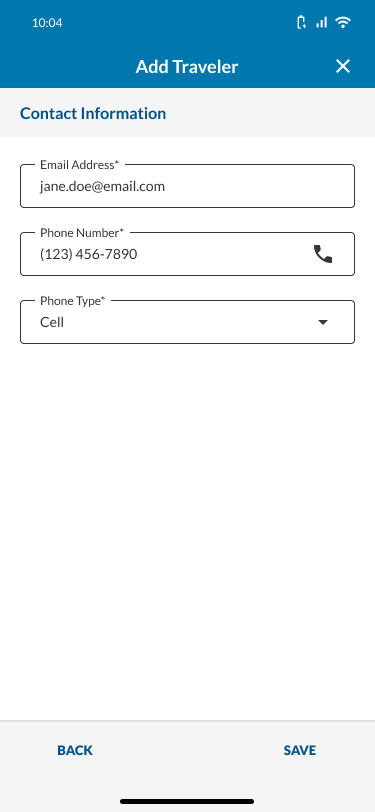 10:04
Add Traveler
Contact Information
Email Address*
jane.doe@email.com
Phone Number*
(123) 456-7890
Phone Type*
Cell
BACK SAVE